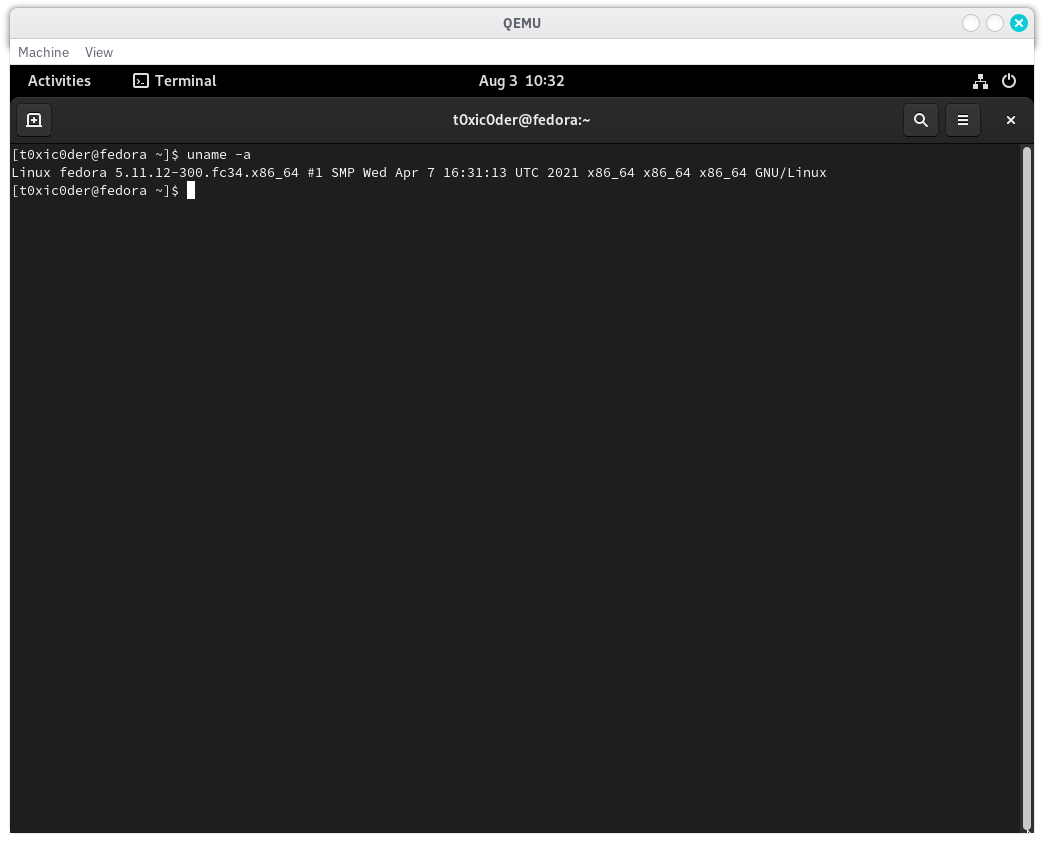 QEMU
Machine View
Activities Terminal Aug 3 10:32
t0xic0der@fedora:~
[t0xic0der@fedora ~]$ uname -a
Linux fedora 5.11.12-300.fc34.x86_64 #1 SMP Wed Apr 7 16:31:13 UTC 2021 x86_64 x86_64 x86_64 GNU/Linux
[t0xic0der@fedora ~]$